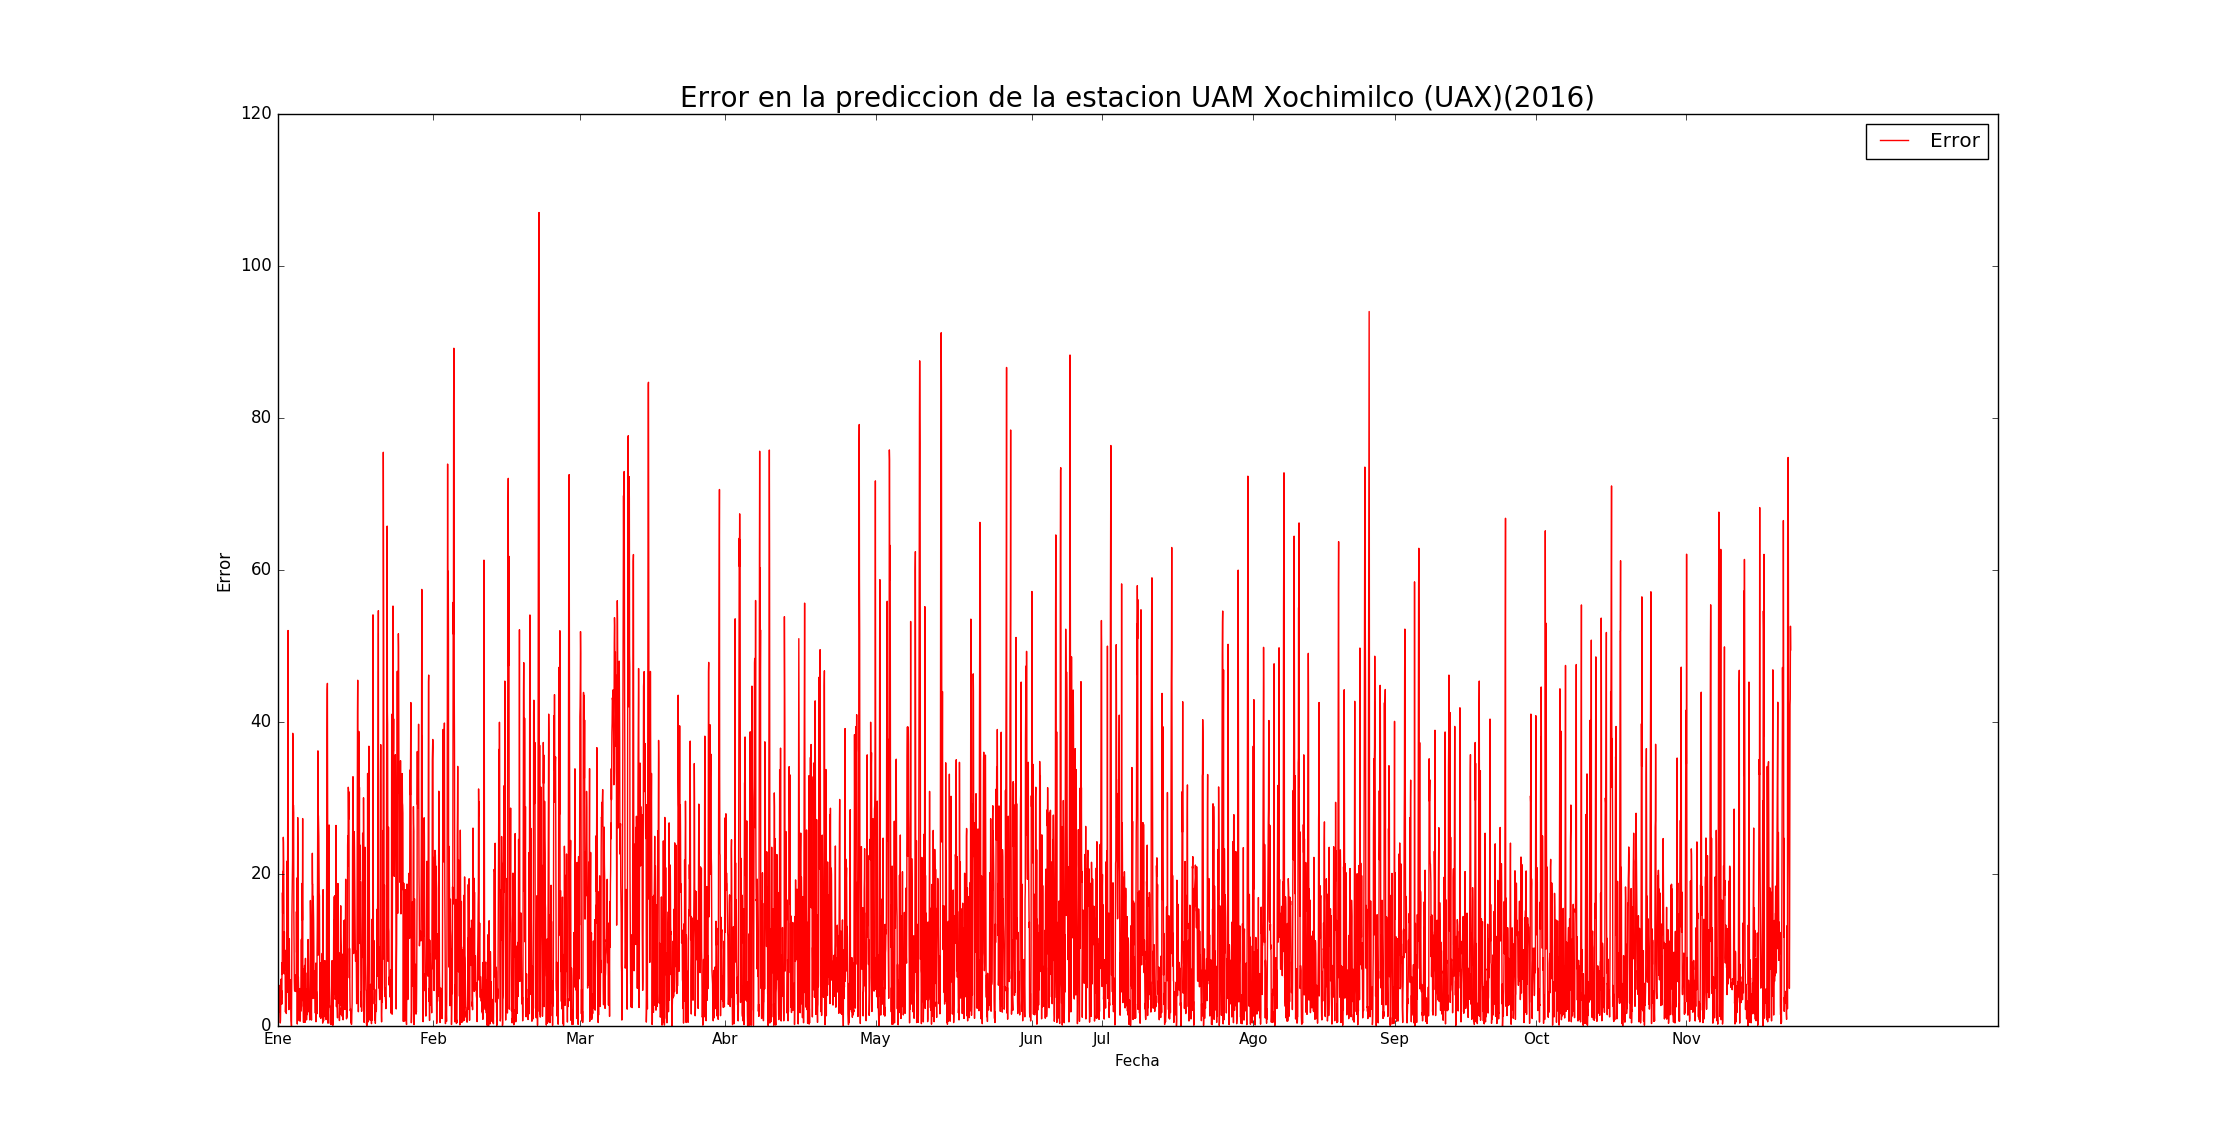 Error en la prediccion de la estacion UAM Xochimilco (UAX)(2016)
Error
120
100
80
60
40
20
0
Error
Ene Feb Mar Abr May Jun Jul Ago Sep Oct Nov
Fecha